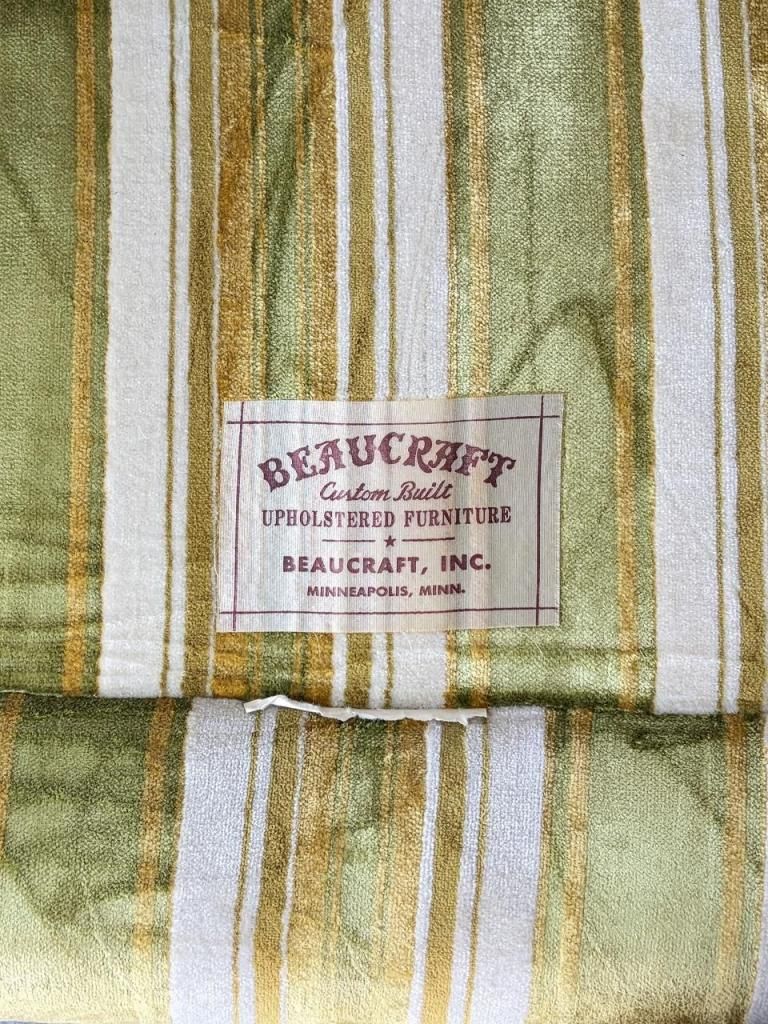 BEAUCRAFT
Custom Built
UPHOLSTERED FURNITURE
BEAUCRAFT, INC.
MINNEAPOLIS, MINN.